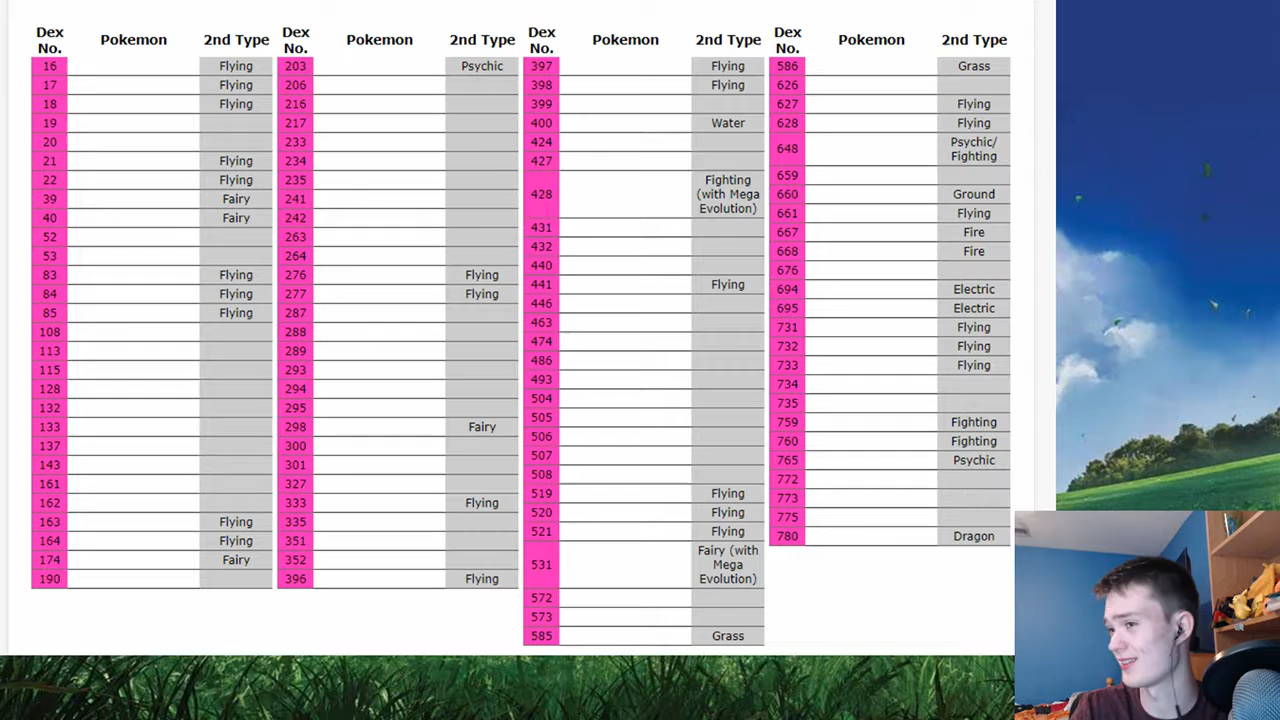 Dex No. Pokemon 2nd Type
16 Flying
17 Flying
18 Flying
19
20
21 Flying
22 Flying
39 Fairy
40 Fairy
52
53
83 Flying
84 Flying
85 Flying
108
113
115
128
132
133
137
143
161
162
163 Flying
164 Flying
174 Fairy
190
Dex No. Pokemon 2nd Type
203 Psychic
206
216
217
233
234
235
241
242
263
264
276 Flying
277 Flying
287
288
289
293
294
295
298 Fairy
300
301
327
333 Flying
335
351
352
396 Flying
Dex No. Pokemon 2nd Type
397 Flying
398 Flying
399
400 Water
424
427
428 Fighting (with Mega Evolution)
431
432
440
441 Flying
446
463
474
486
493
504
505
506
507
508
519 Flying
520 Flying
521 Flying
531 Fairy (with Mega Evolution)
572
573
585 Grass
Dex No. Pokemon 2nd Type
586 Grass
626
627 Flying
628 Flying
648 Psychic/ Fighting
659
660 Ground
661 Flying
667 Fire
668 Fire
676
694 Electric
695 Electric
731 Flying
732 Flying
733 Flying
734
735
759 Fighting
760 Fighting
765 Psychic
772
773
775
780 Dragon